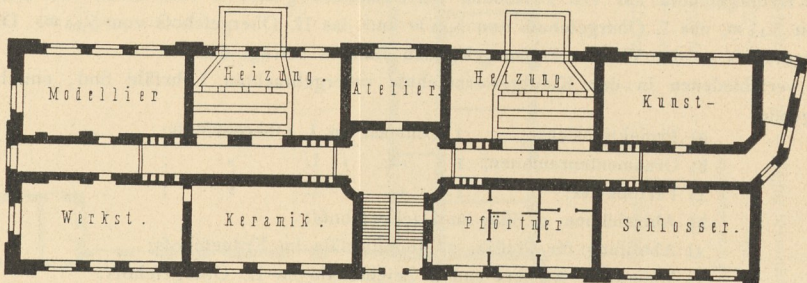 Modellier
Heizung.
Atelier.
Heizung.
Kunst-
Werkst.
Keramik.
Pförtner
Schlosser.